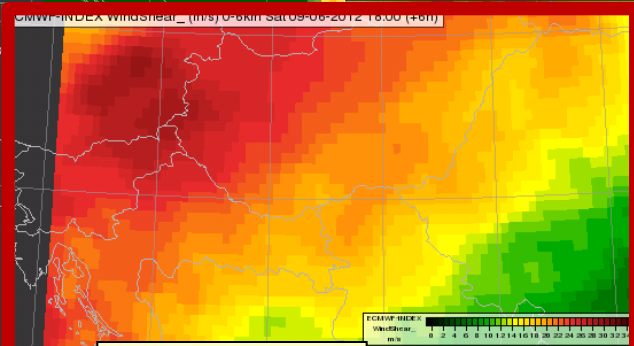 ECMWF-INDEX WindShear_ (m/s) 0-6km Sat 09-06-2012 18:00 (+6h)
ECMWF-INDEX
WindShear_
m/s
0 2 4 6 8 10 12 14 16 18 20 22 24 26 28 30 32 34